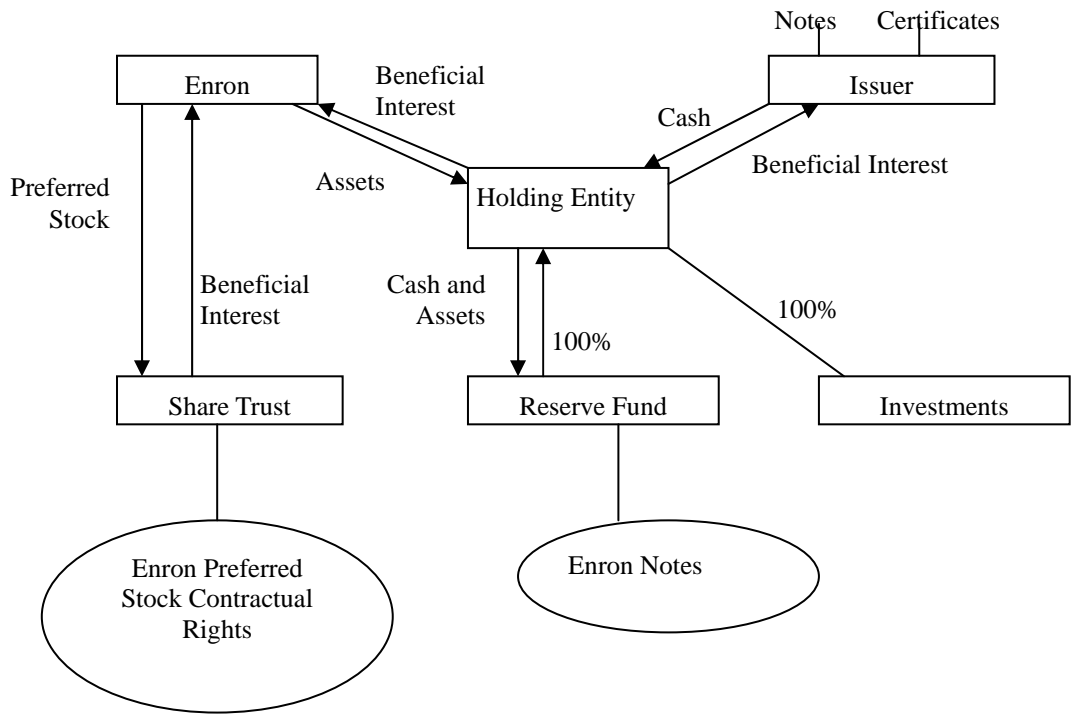 Notes
Certificates
Enron
Beneficial
Interest
Issuer
Cash
Beneficial Interest
Assets
Holding Entity
Preferred
Stock
Beneficial
Interest
Cash and
Assets
100%
100%
Share Trust
Reserve Fund
Investments
Enron Preferred
Stock Contractual
Rights
Enron Notes